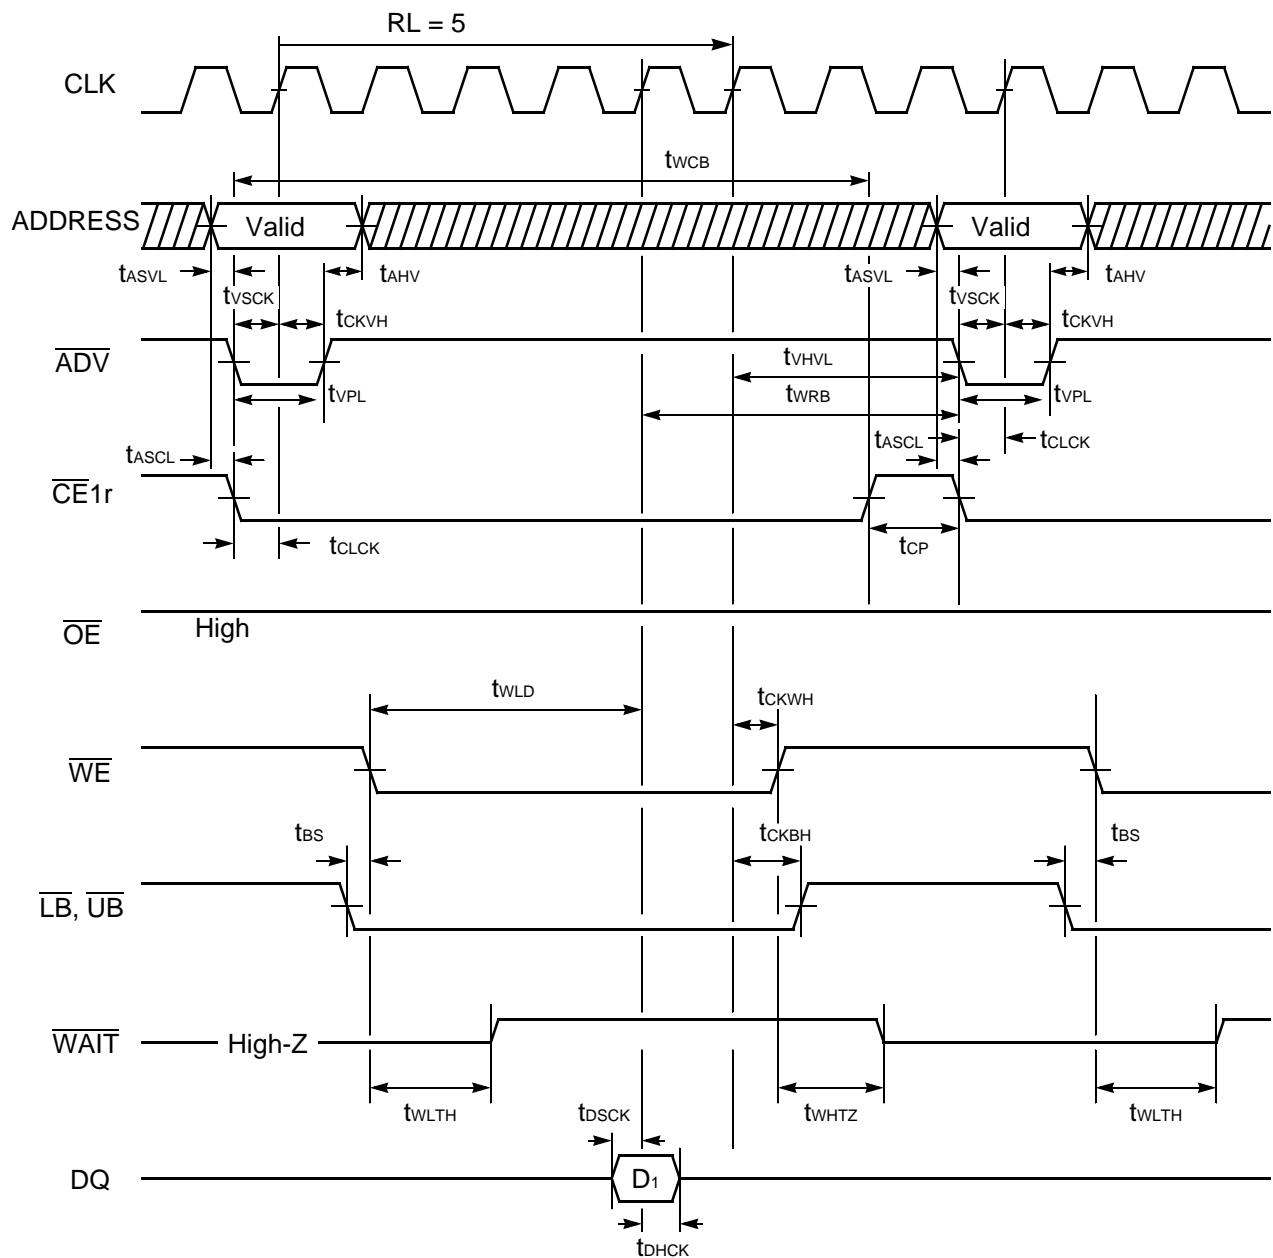 RL = 5
CLK
tWCB
ADDRESS
Valid
Valid
tASVL
tAHV
tASVL
tAHV
tVSCK
tVSCK
tCKVH
tCKVH
ADV
tVHVL
tVPL
tWRB
tVPL
tASCL
tASCL
tCLCK
CE1r
tCLCK
tCP
OE
High
tWLD
tCKWH
WE
tBS
tCKBH
tBS
LB, UB
WAIT
High-Z
tWLTH
tDSCK
tWHTZ
tWLTH
DQ
D1
tDHCK